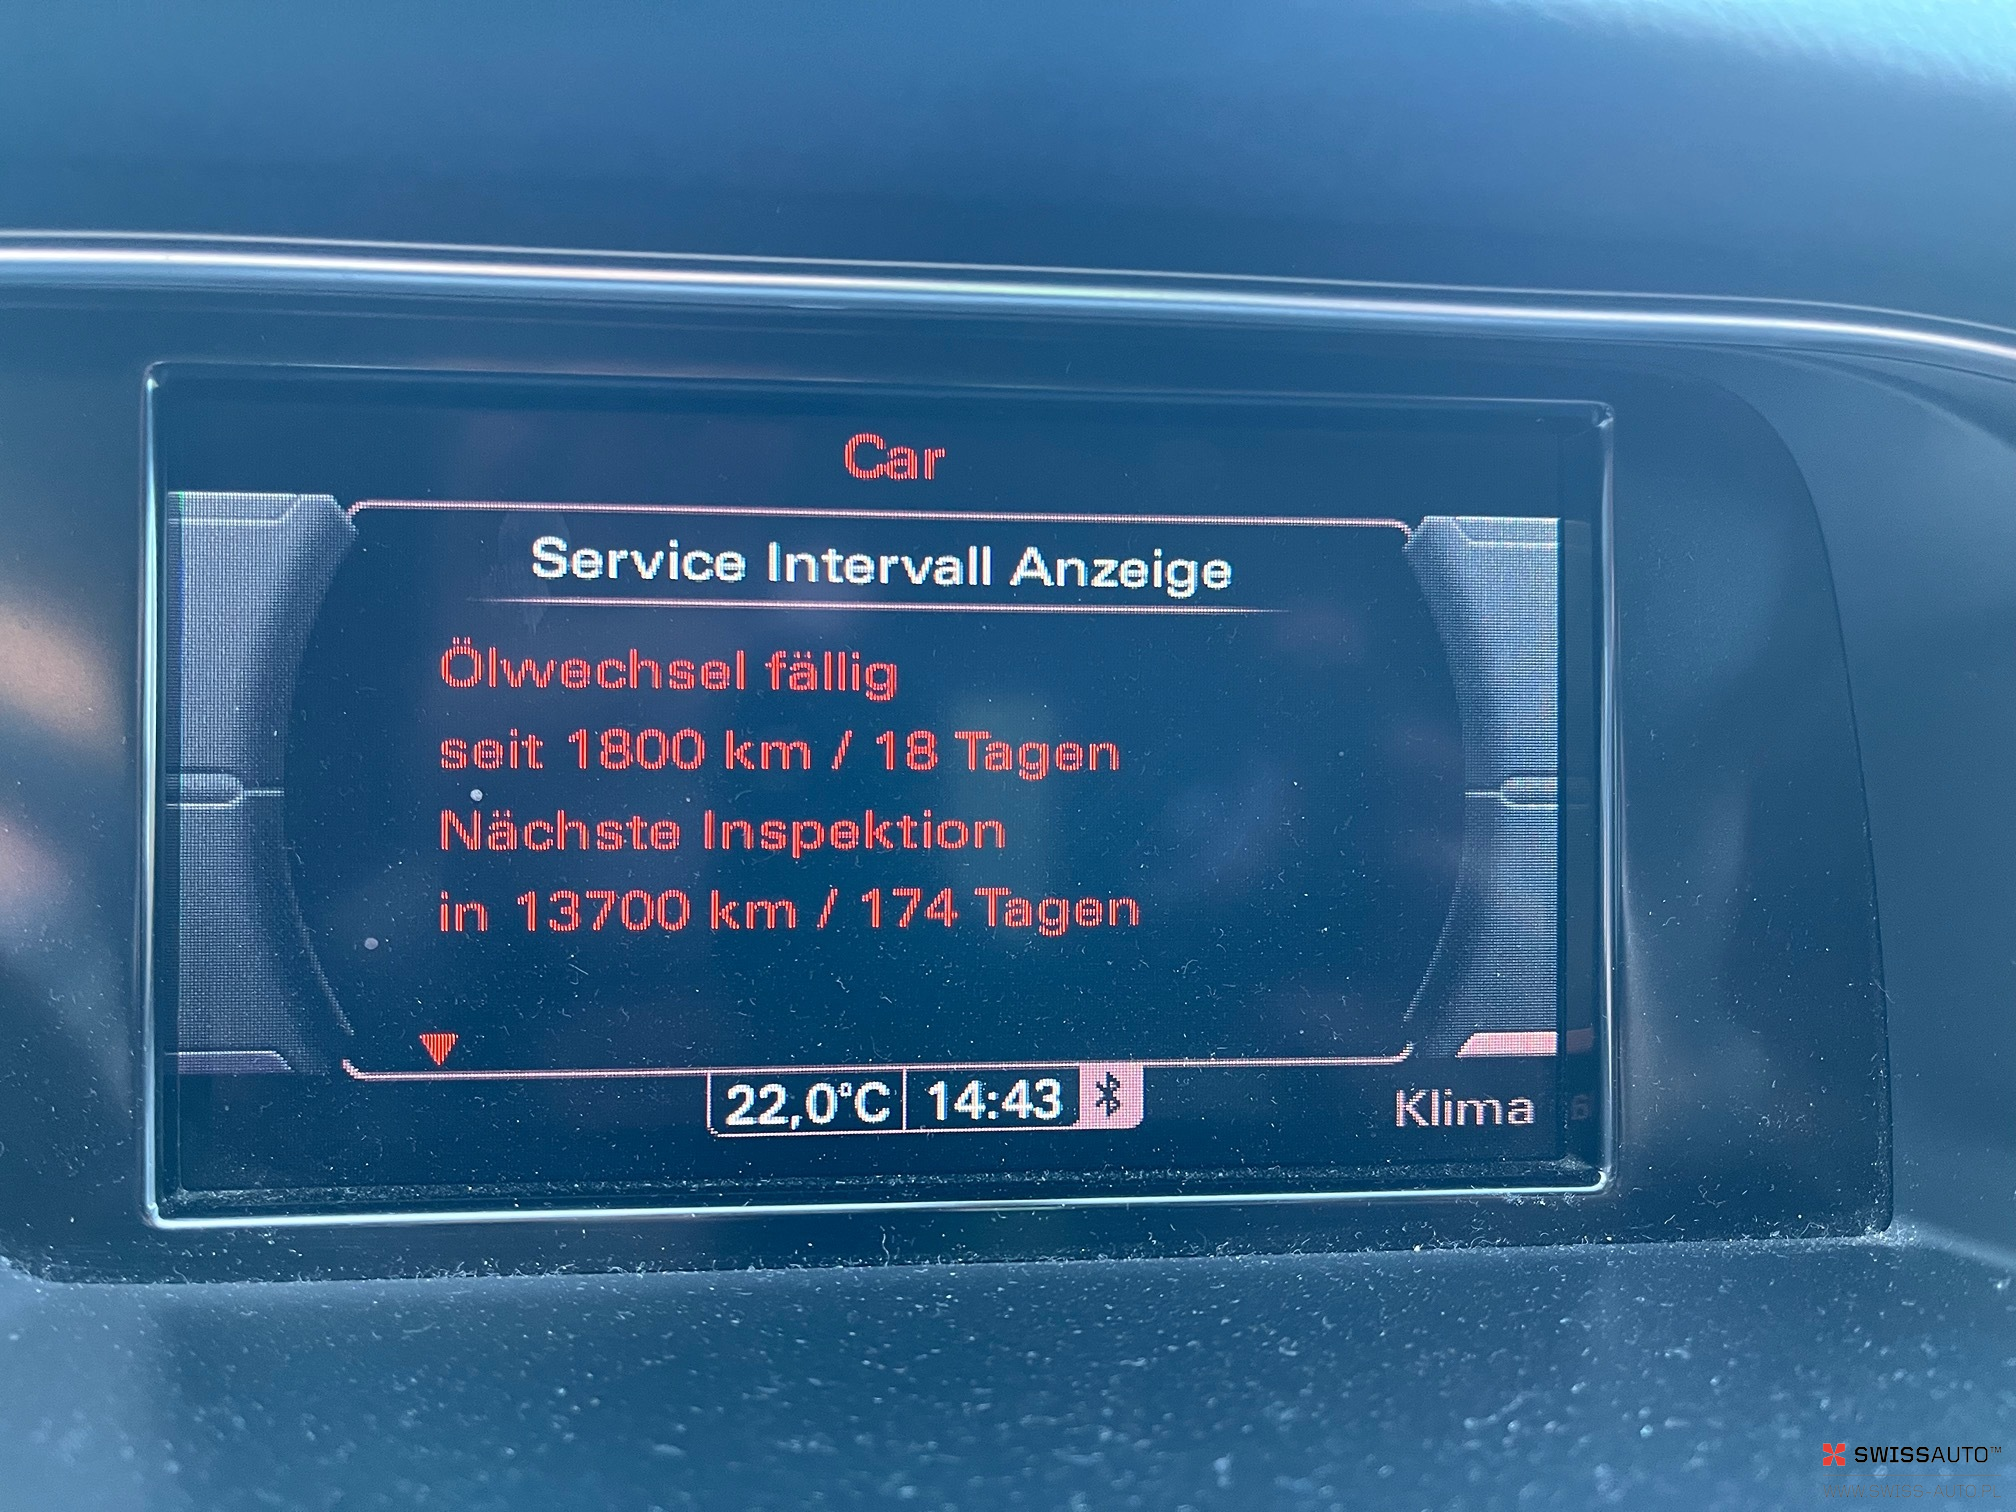 Car
Service Intervall Anzeige
Ölwechsel fällig
seit 1800 km / 18 Tagen
Nächste Inspektion
in 13700 km / 174 Tagen
22,0°C 14:43
Klima
SWISSAUTO™